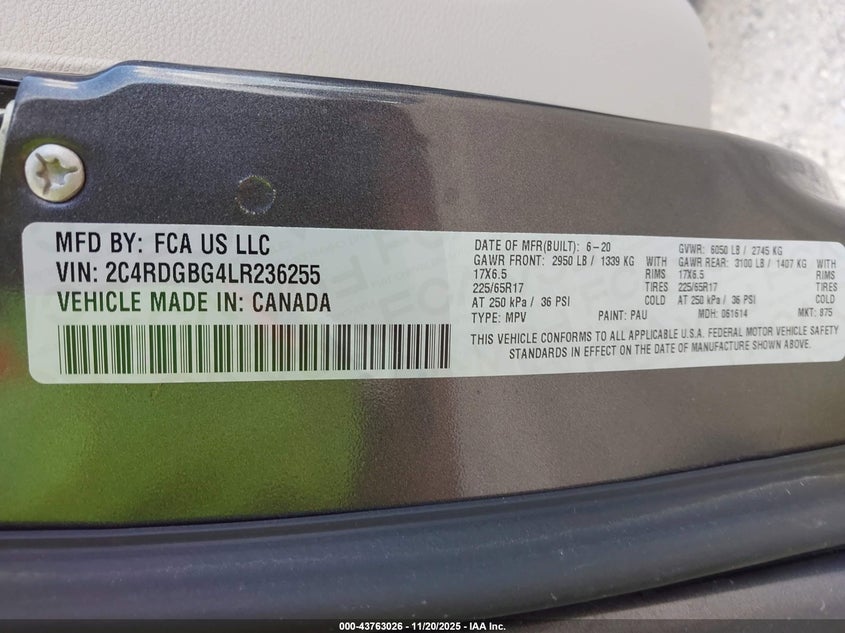 MFD BY: FCA US LLC
VIN: 2C4RDGBG4LR236255
VEHICLE MADE IN: CANADA
DATE OF MFR(BUILT): 6-20 GVWR: 6050 LB / 2745 KG
GAWR FRONT: 2950 LB / 1339 KG WITH GAWR REAR: 3100 LB / 1407 KG WITH
17X6.5 RIMS 17X6.5 RIMS
225/65R17 TIRES 225/65R17 TIRES
AT 250 kPa / 36 PSI COLD AT 250 kPa / 36 PSI COLD
TYPE: MPV PAINT: PAU MDH: 061614 MKT: 875
THIS VEHICLE CONFORMS TO ALL APPLICABLE U.S.A. FEDERAL MOTOR VEHICLE SAFETY
STANDARDS IN EFFECT ON THE DATE OF MANUFACTURE SHOWN ABOVE.
000-43763026 - 11/20/2025 - IAA Inc.